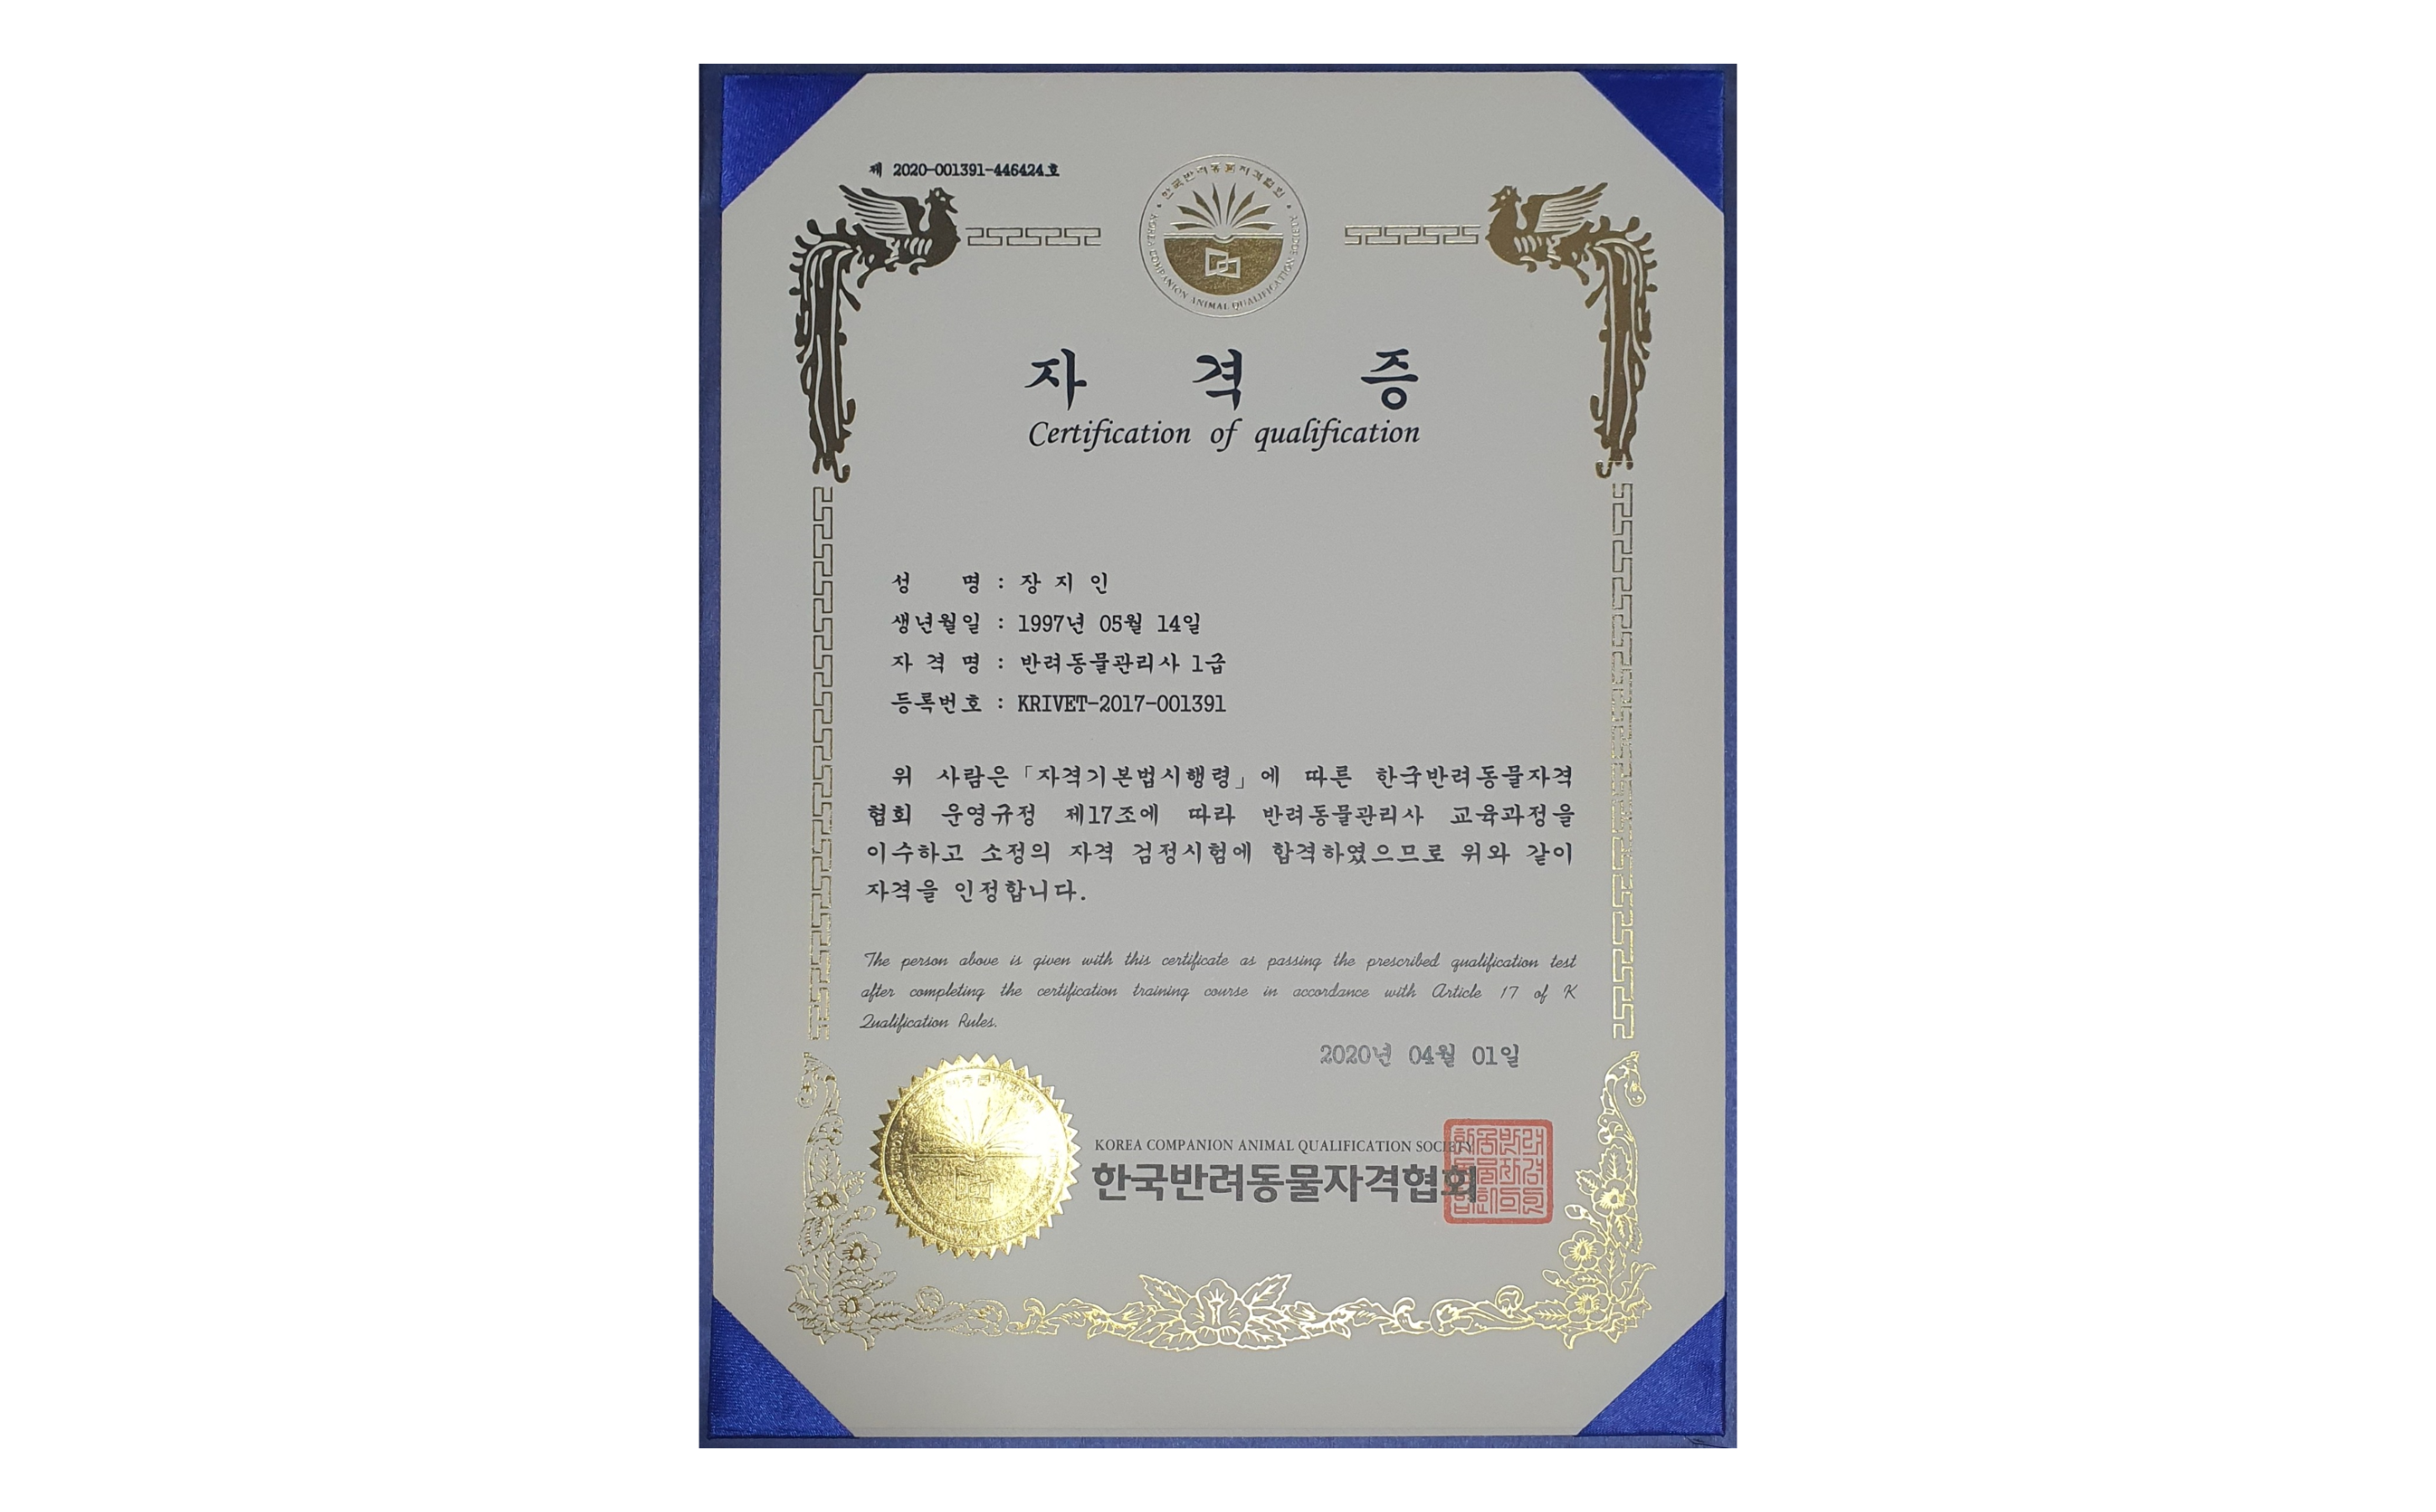 제 2020-001391-446424호
한국반려동물자격협회
KOREA COMPANION ANIMAL QUALIFICATION SOCIETY
자 격 증
Certification of qualification
성 명 : 장 지 인
생년월일 : 1997년 05월 14일
자 격 명 : 반려동물관리사 1급
등록번호 : KRIVET-2017-001391
위 사람은「자격기본법시행령」에 따른 한국반려동물자격
협회 운영규정 제17조에 따라 반려동물관리사 교육과정을
이수하고 소정의 자격 검정시험에 합격하였으므로 위와 같이
자격을 인정합니다.
The person above is given with this certificate as passing the prescribed qualification test
after completing the certification training course in accordance with Article 17 of K
Qualification Rules.
2020년 04월 01일
KOREA COMPANION ANIMAL QUALIFICATION SOCIETY
한국반려동물자격협회